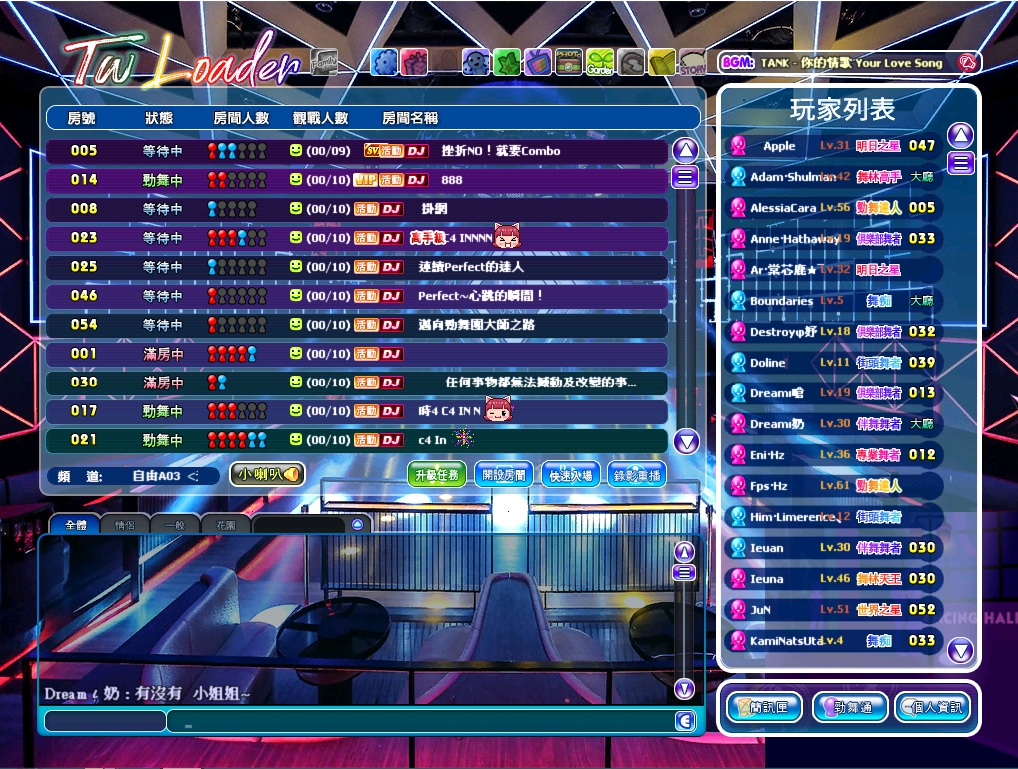 Tw Loader
Family
PHOTO
Garden
STORY
BGM: TANK - 你的情歌 Your Love Song
房號 狀態 房間人數 觀戰人數 房間名稱
005 等待中 (00/09) SV 活動 DJ 挫折NO！就要Combo
014 勁舞中 (00/10) VIP 活動 DJ 888
008 等待中 (00/10) 活動 DJ 掛網
023 等待中 (00/10) 活動 DJ 高手級C4 INNNN
025 等待中 (00/10) 活動 DJ 連讀Perfect的達人
046 等待中 (00/10) 活動 DJ Perfect~心跳的瞬間！
054 等待中 (00/10) 活動 DJ 邁向勁舞團大師之路
001 滿房中 (00/10) 活動 DJ
030 滿房中 (00/10) 活動 DJ 任何事物都無法撼動及改變的事...
017 勁舞中 (00/10) 活動 DJ 時4 C4 IN N
021 勁舞中 (00/10) 活動 DJ c4 In
頻 道: 自由A03 <:
小喇叭
升級任務
開設房間
快速入場
錄影重播
玩家列表
Apple Lv.31 明日之星 047
Adam·Shulman Lv.42 舞林高手 大廳
AlessiaCara Lv.56 勁舞達人 005
Anne·Hathaway 俱樂部舞者 033
Lv.32 明日之星
Boundaries Lv.5 舞痴 大廳
Lv.18 俱樂部舞者 032
Doline Lv.11 街頭舞者 039
Lv.19 俱樂部舞者 013
Lv.30 伴舞舞者 大廳
Eni·Hz Lv.36 專業舞者 012
Fps·Hz Lv.61 勁舞達人
Him·Limerence 街頭舞者
Ieuan Lv.30 伴舞舞者 030
Ieuna Lv.46 舞林天王 030
JuN Lv.51 世界之星 052
KamiNatsUta Lv.4 舞痴 033
CING HALL
全體 情侶 一般 花園
Dream 奶 : 有沒有 小姐姐~
簡訊匣
勁舞通
個人資訊